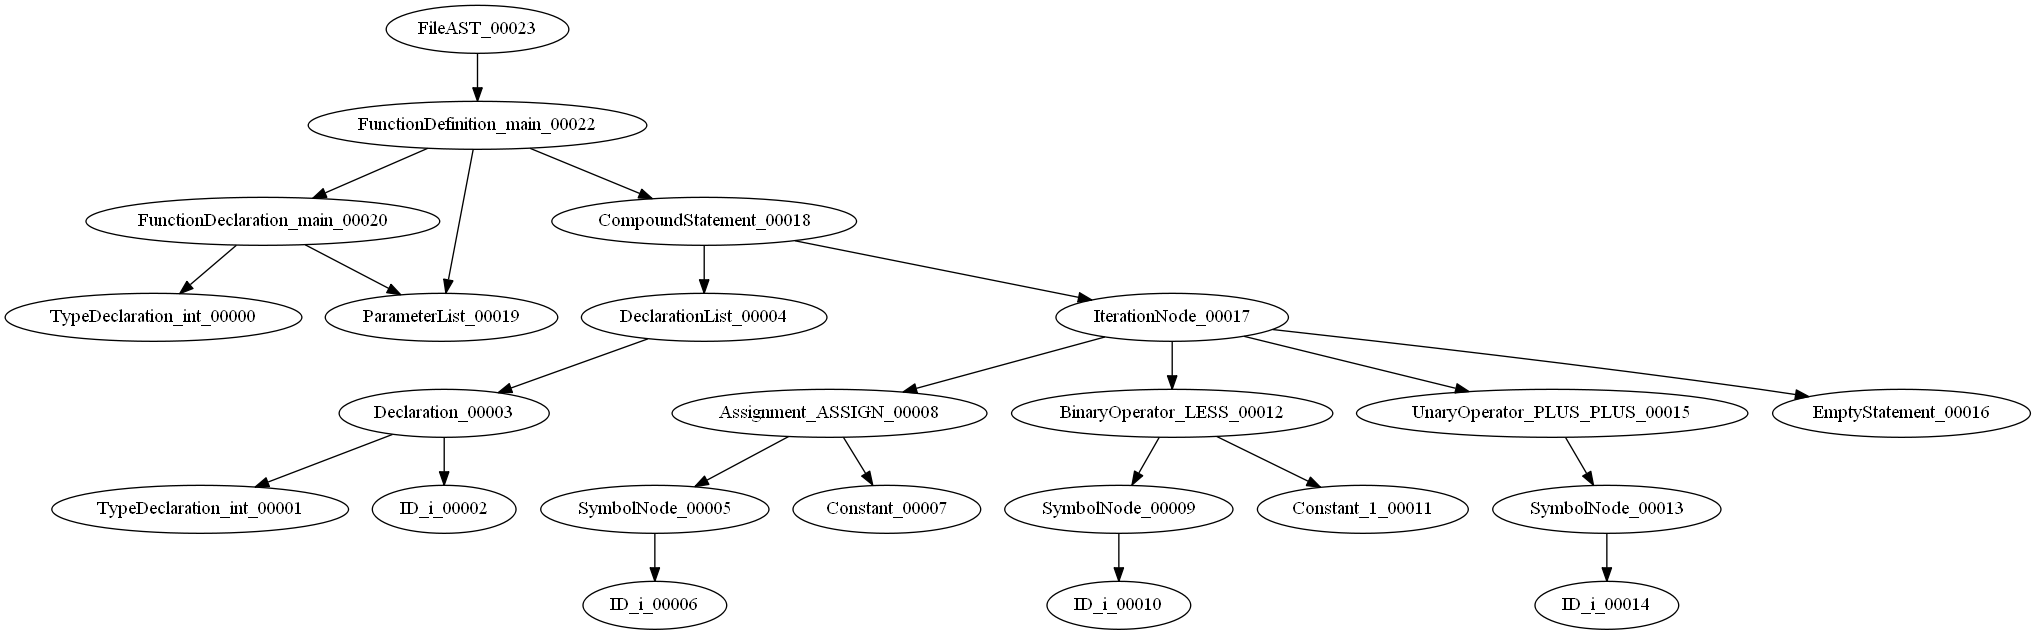 FileAST_00023
FunctionDefinition_main_00022
FunctionDeclaration_main_00020
CompoundStatement_00018
TypeDeclaration_int_00000
ParameterList_00019
DeclarationList_00004
IterationNode_00017
Declaration_00003
Assignment_ASSIGN_00008
BinaryOperator_LESS_00012
UnaryOperator_PLUS_PLUS_00015
EmptyStatement_00016
TypeDeclaration_int_00001
ID_i_00002
SymbolNode_00005
Constant_00007
SymbolNode_00009
Constant_1_00011
SymbolNode_00013
ID_i_00006
ID_i_00010
ID_i_00014